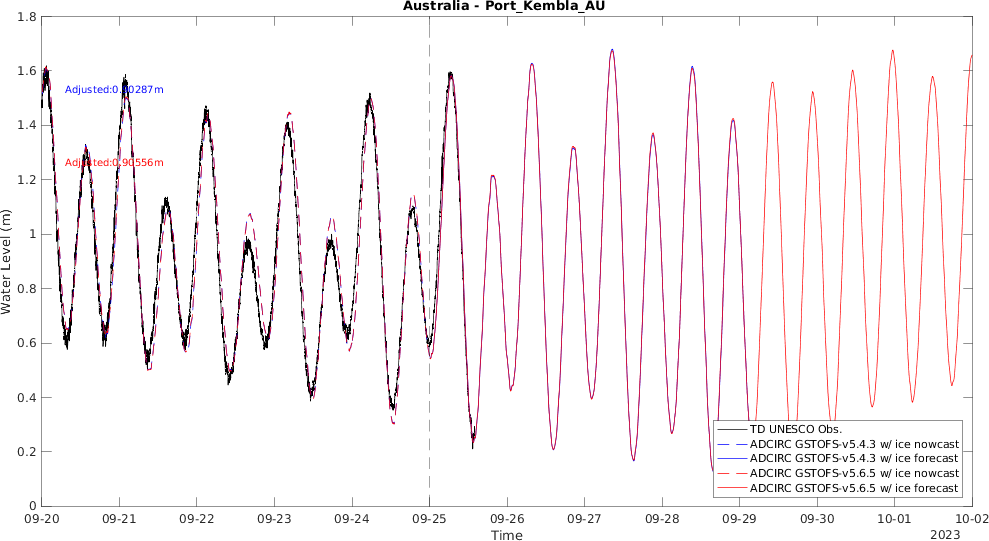 Australia - Port_Kembla_AU
1.8
1.6
1.4
1.2
1
0.8
0.6
0.4
0.2
0
Water Level (m)
Adjusted:0.90287m
Adjusted:0.90556m
TD UNESCO Obs.
ADCIRC GSTOFS-v5.4.3 w/ ice nowcast
ADCIRC GSTOFS-v5.4.3 w/ ice forecast
ADCIRC GSTOFS-v5.6.5 w/ ice nowcast
ADCIRC GSTOFS-v5.6.5 w/ ice forecast
09-20 09-21 09-22 09-23 09-24 09-25 09-26 09-27 09-28 09-29 09-30 10-01 10-02
Time
2023